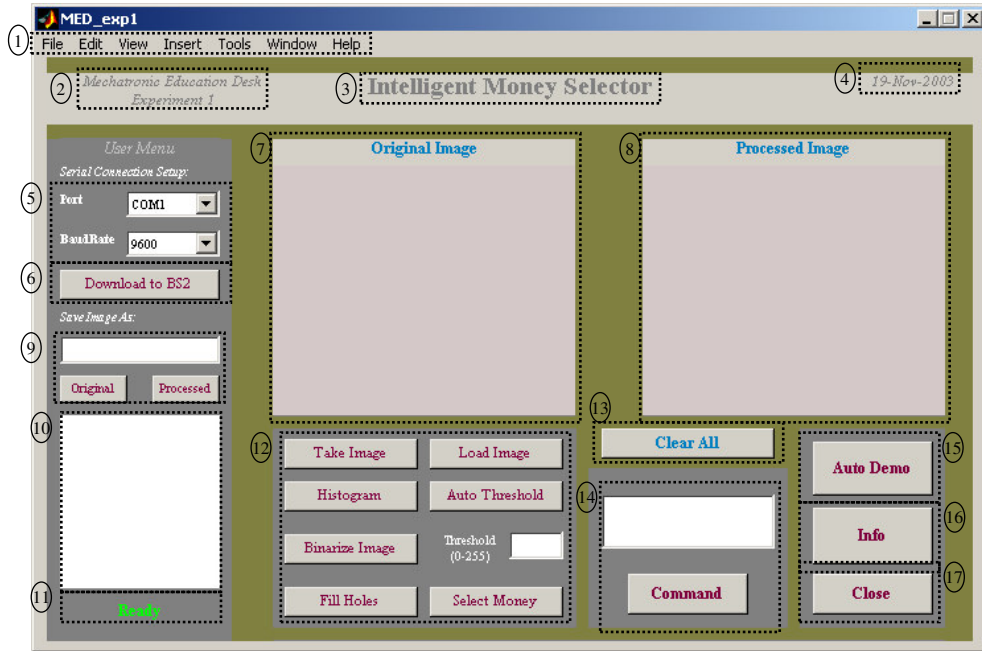 MED_exp1
1
File Edit View Insert Tools Window Help
2
Mechatronic Education Desk
Experiment 1
3
Intelligent Money Selector
4
19-Nov-2003
User Menu
Serial Connection Setup:
5
Port
COM1
BaudRate
9600
6
Download to BS2
Save Image As:
9
Original
Processed
10
11
Ready
7
Original Image
8
Processed Image
12
Take Image
Load Image
Histogram
Auto Threshold
Binarize Image
Threshold
(0-255)
Fill Holes
Select Money
13
Clear All
14
Command
15
Auto Demo
16
Info
17
Close